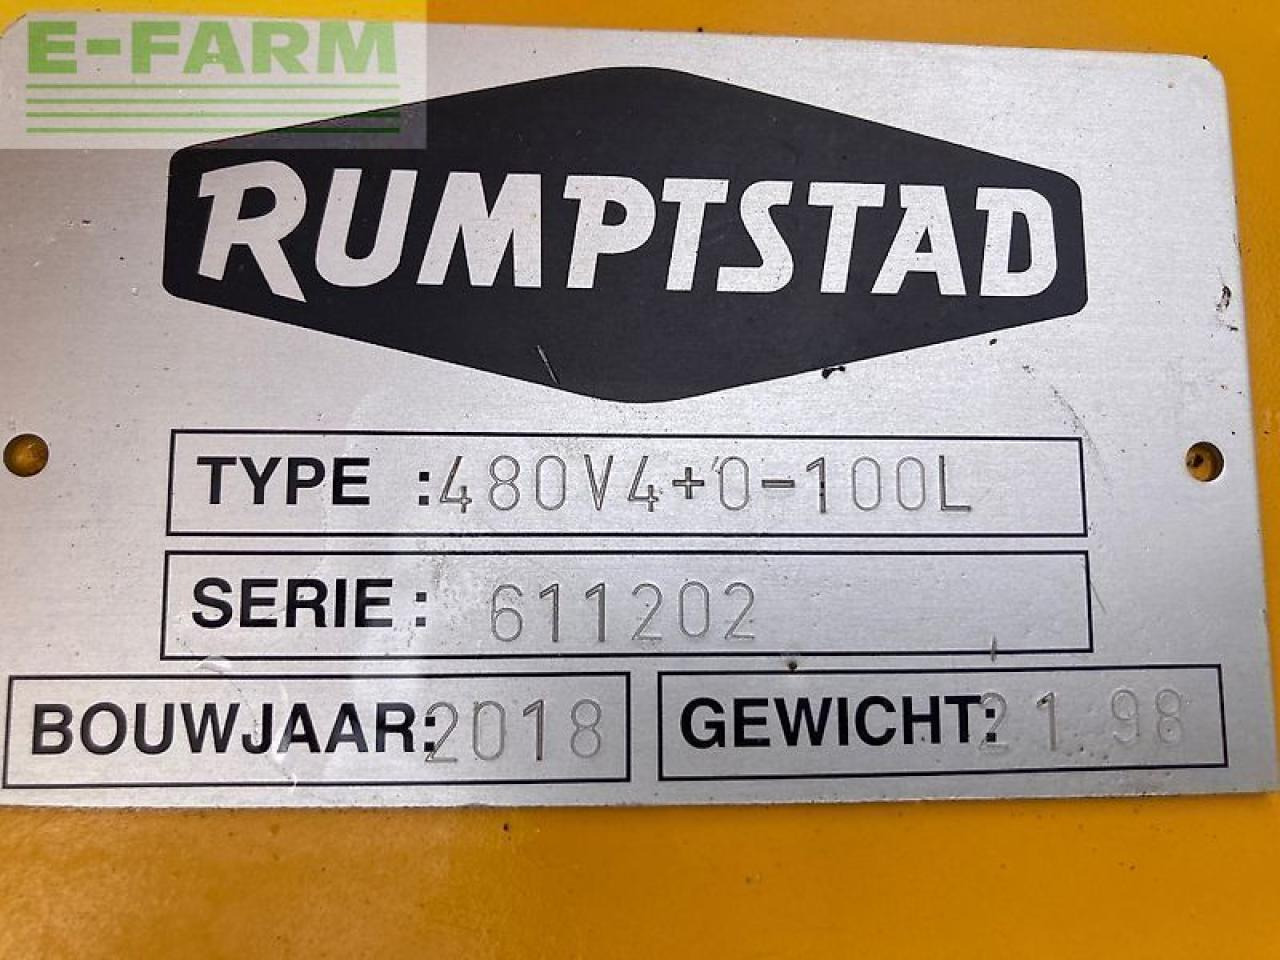 E-FARM
RUMPTSTAD
TYPE :480V4+0-100L
SERIE: 611202
BOUWJAAR:2018
GEWICHT:21 98